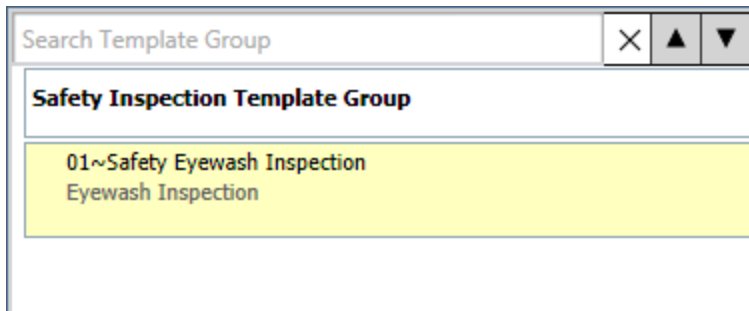 Search Template Group
Safety Inspection Template Group
01~Safety Eyewash Inspection
Eyewash Inspection